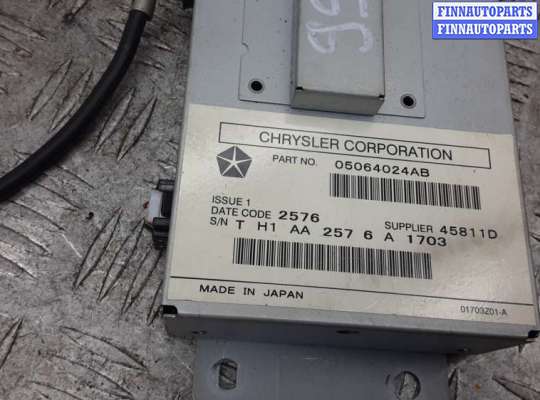 FINNAUTOPARTS
FINNAUTOPARTS
CHRYSLER CORPORATION
PART NO. 05064024AB
ISSUE 1
DATE CODE 2576 SUPPLIER 45811D
S/N T H1 AA 257 6 A 1703
MADE IN JAPAN
01703Z01-A